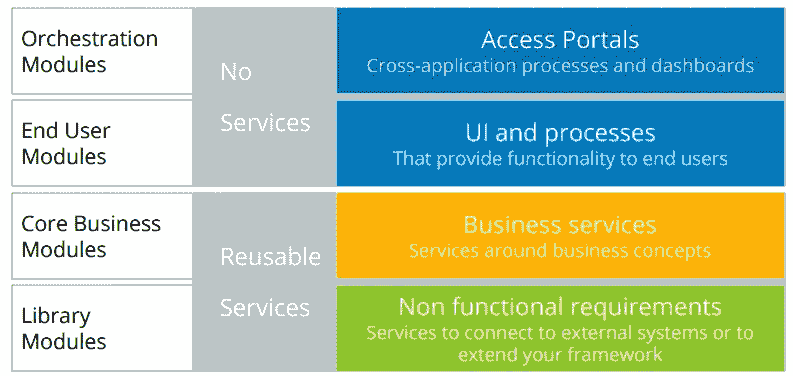 Orchestration
Modules
No
Services
Access Portals
Cross-application processes and dashboards
End User
Modules
UI and processes
That provide functionality to end users
Core Business
Modules
Reusable
Services
Business services
Services around business concepts
Library
Modules
Non functional requirements
Services to connect to external systems or to
extend your framework